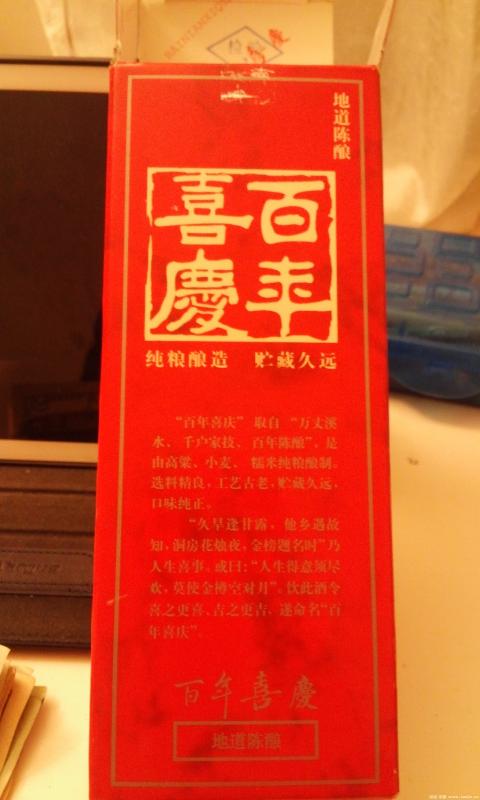 地道陈酿
百年
喜慶
纯粮酿造 贮藏久远
“百年喜庆”取自“万丈溪
水、千户家技、百年陈酿”，是
由高粱、小麦、糯米纯粮酿制。
选料精良，工艺古老，贮藏久远，
口味纯正。
“久旱逢甘露，他乡遇故
知，洞房花烛夜，金榜题名时”乃
人生喜事，或曰：“人生得意须尽
欢，莫使金樽空对月”。饮此酒令
喜之更喜、吉之更吉，遂命名“百
年喜庆”。
百年喜慶
地道陈酿